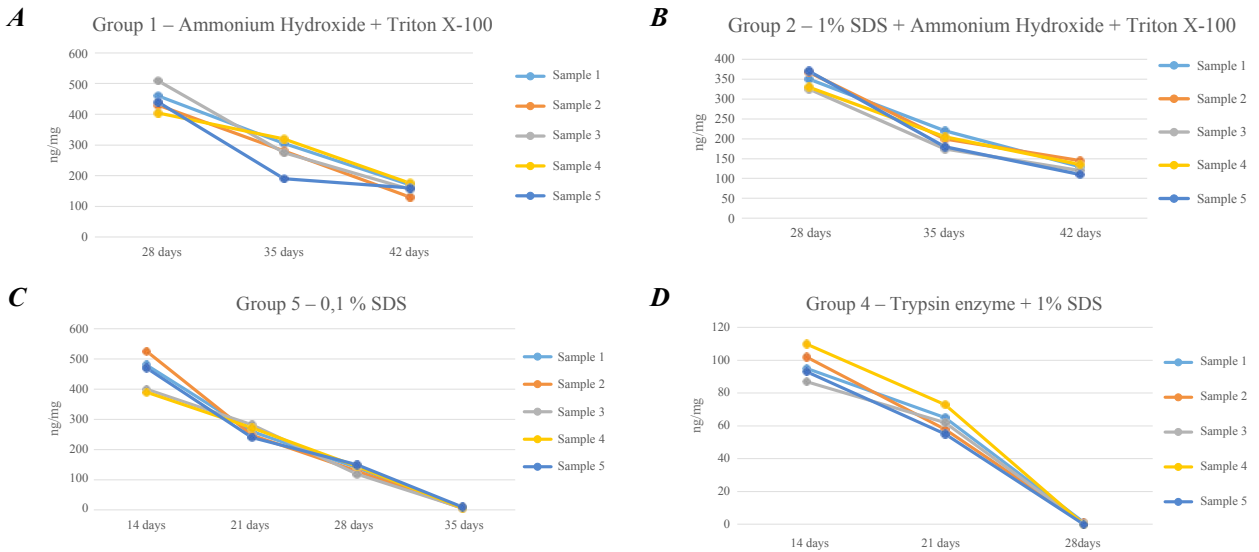 A
Group 1 – Ammonium Hydroxide + Triton X-100
600
500
400
300
200
100
0
ng/mg
28 days
35 days
42 days
Sample 1
Sample 2
Sample 3
Sample 4
Sample 5
B
Group 2 – 1% SDS + Ammonium Hydroxide + Triton X-100
400
350
300
250
200
150
100
50
0
ng/mg
28 days
35 days
42 days
Sample 1
Sample 2
Sample 3
Sample 4
Sample 5
C
Group 5 – 0,1 % SDS
600
500
400
300
200
100
0
ng/mg
14 days
21 days
28 days
35 days
Sample 1
Sample 2
Sample 3
Sample 4
Sample 5
D
Group 4 – Trypsin enzyme + 1% SDS
120
100
80
60
40
20
0
ng/mg
14 days
21 days
28days
Sample 1
Sample 2
Sample 3
Sample 4
Sample 5